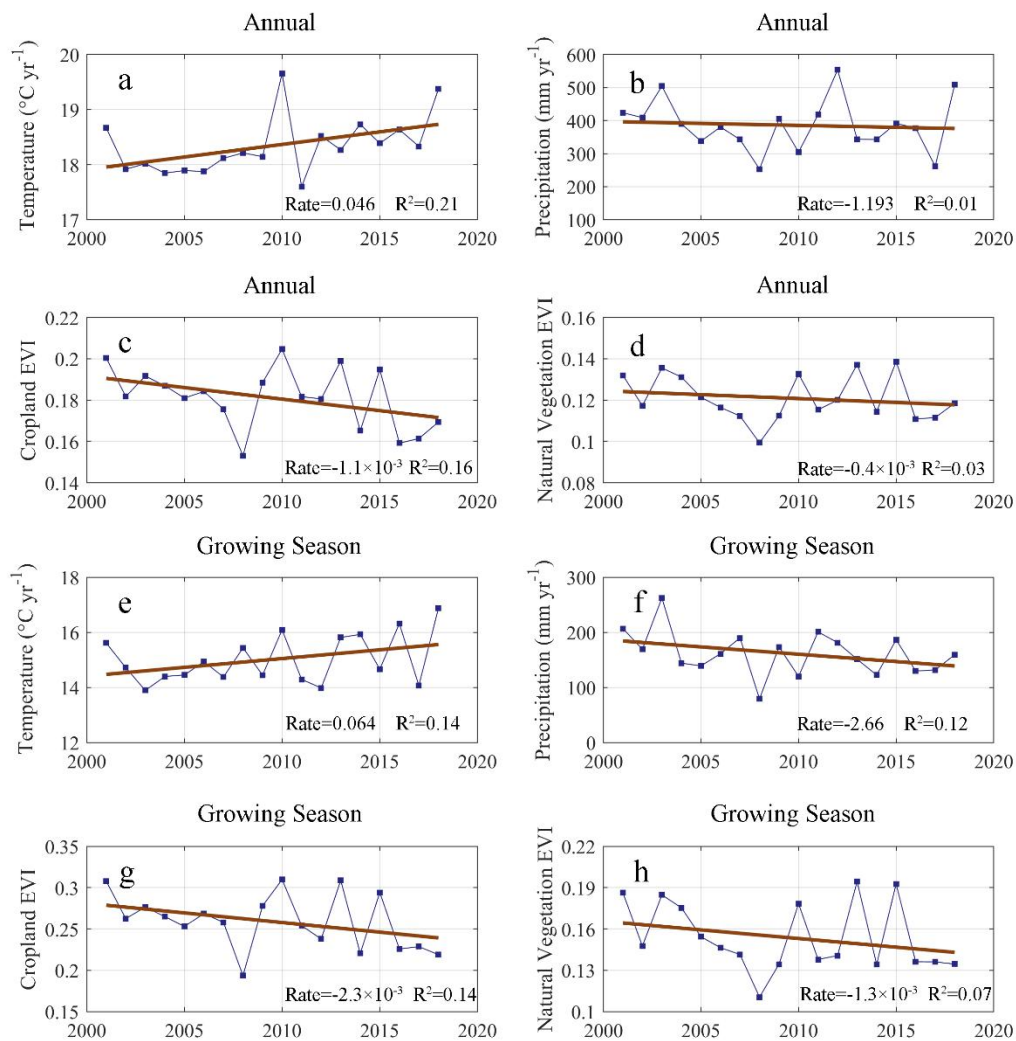 Annual
Temperature (°C yr⁻¹)
20
19
18
17
a
Rate=0.046 R²=0.21
2000 2005 2010 2015 2020
Annual
Precipitation (mm yr⁻¹)
600
500
400
300
200
100
b
Rate=-1.193 R²=0.01
2000 2005 2010 2015 2020
Annual
Cropland EVI
0.22
0.2
0.18
0.16
0.14
c
Rate=-1.1×10⁻³ R²=0.16
2000 2005 2010 2015 2020
Annual
Natural Vegetation EVI
0.16
0.14
0.12
0.1
0.08
d
Rate=-0.4×10⁻³ R²=0.03
2000 2005 2010 2015 2020
Growing Season
Temperature (°C yr⁻¹)
18
16
14
12
e
Rate=0.064 R²=0.14
2000 2005 2010 2015 2020
Growing Season
Precipitation (mm yr⁻¹)
300
200
100
0
f
Rate=-2.66 R²=0.12
2000 2005 2010 2015 2020
Growing Season
Cropland EVI
0.35
0.3
0.25
0.2
0.15
g
Rate=-2.3×10⁻³ R²=0.14
2000 2005 2010 2015 2020
Growing Season
Natural Vegetation EVI
0.22
0.19
0.16
0.13
0.1
h
Rate=-1.3×10⁻³ R²=0.07
2000 2005 2010 2015 2020